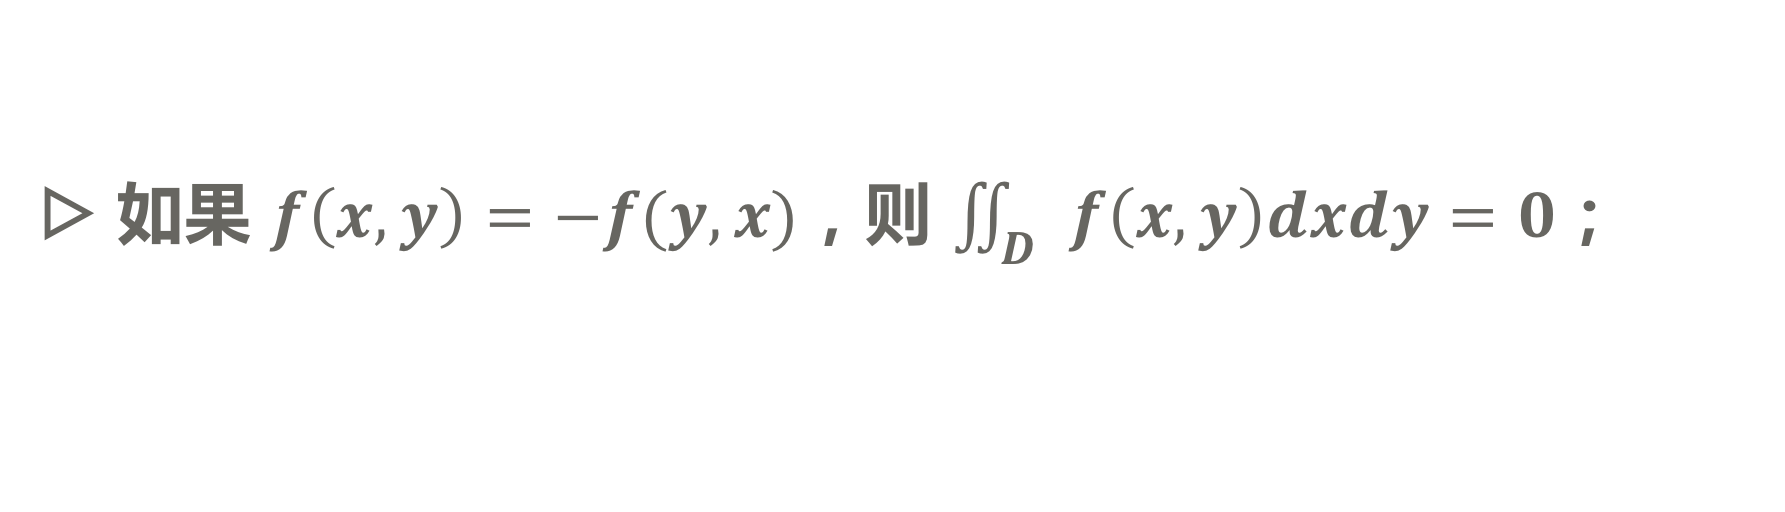 ▷ 如果 f(x, y) = −f(y, x)，则 ∬_D f(x, y)dxdy = 0；